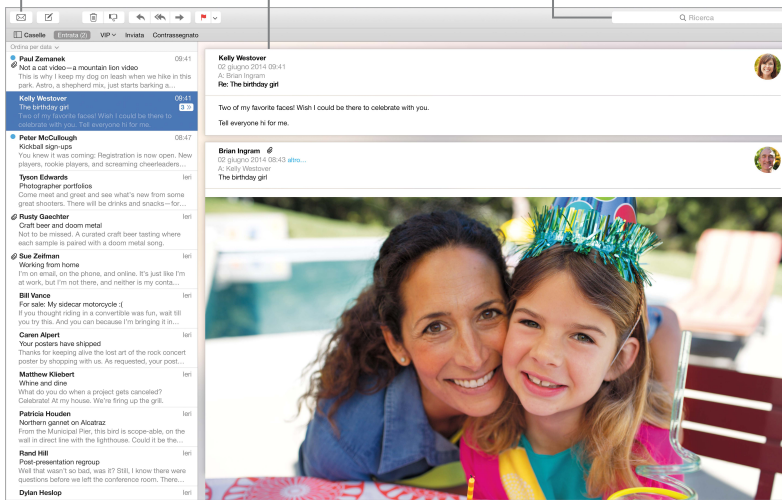 Ricerca
Caselle Entrata (2) VIP Inviata Contrassegnato
Ordina per data
Paul Zemanek 09:41
Not a cat video—a mountain lion video
This is why I keep my dog on leash when we hike in this
park. Astro, a shepherd mix, just starts barking a…
Kelly Westover 09:41
The birthday girl 3
Two of my favorite faces! Wish I could be there to
celebrate with you. Tell everyone hi for me.
Peter McCullough 08:47
Kickball sign-ups
You knew it was coming: Registration is now open. New
players, rookie players, and screaming cheerleaders…
Tyson Edwards Ieri
Photographer portfolios
Come meet and greet and see what's new from some
great shooters. There will be drinks and snacks—for…
Rusty Gaechter Ieri
Craft beer and doom metal
Not to be missed. A curated craft beer tasting where
each sample is paired with a doom metal song.
Sue Zeifman Ieri
Working from home
I'm on email, on the phone, and online. It's just like I'm
at work, but I'm not there, and neither is my conta…
Bill Vance Ieri
For sale: My sidecar motorcycle :(
If you thought riding in a convertible was fun, wait till
you try this. And you can because I'm bringing it in…
Caren Alpert Ieri
Your posters have shipped
Thanks for keeping alive the lost art of the rock concert
poster by shopping with us. As requested, your post…
Matthew Kliebert Ieri
Whine and dine
What do you do when a project gets canceled?
Celebrate! At my house. We're firing up the grill.
Patricia Houden Ieri
Northern gannet on Alcatraz
From the Municipal Pier, this bird is scope-able, on the
wall in direct line with the lighthouse. Could it be the…
Rand Hill Ieri
Post-presentation regroup
Well that wasn't so bad, was it? Still, I know there were
questions before we left the conference room. There…
Dylan Heslop Ieri
Kelly Westover
02 giugno 2014 09:41
A: Brian Ingram
Re: The birthday girl
Two of my favorite faces! Wish I could be there to celebrate with you.
Tell everyone hi for me.
Brian Ingram
02 giugno 2014 08:43 altro…
A: Kelly Westover
The birthday girl